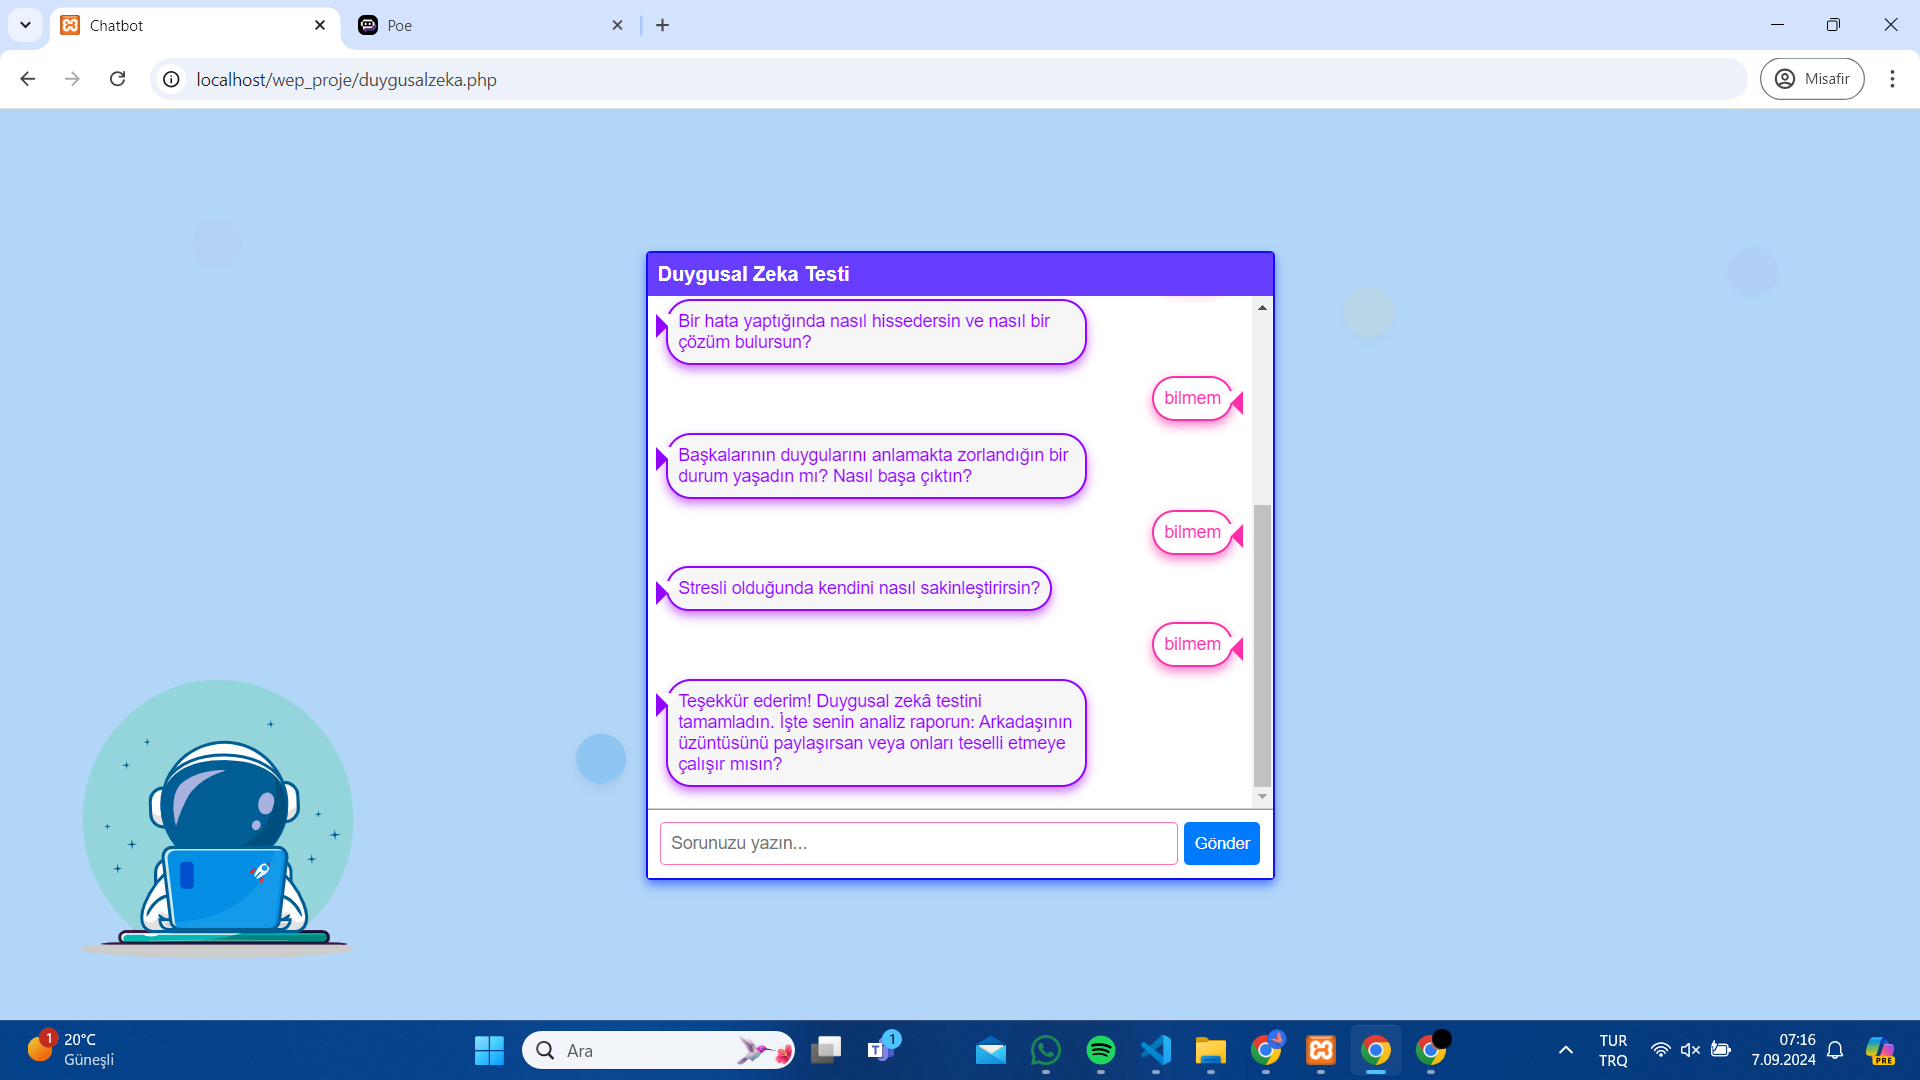 Chatbot
Poe
localhost/wep_proje/duygusalzeka.php
Misafir
Duygusal Zeka Testi
Bir hata yaptığında nasıl hissedersin ve nasıl bir
çözüm bulursun?
bilmem
Başkalarının duygularını anlamakta zorlandığın bir
durum yaşadın mı? Nasıl başa çıktın?
bilmem
Stresli olduğunda kendini nasıl sakinleştirirsin?
bilmem
Teşekkür ederim! Duygusal zekâ testini
tamamladın. İşte senin analiz raporun: Arkadaşının
üzüntüsünü paylaşırsan veya onları teselli etmeye
çalışır mısın?
Sorunuzu yazın...
Gönder
1
20°C
Güneşli
Ara
T
1
TUR
TRQ
07:16
7.09.2024
PRE